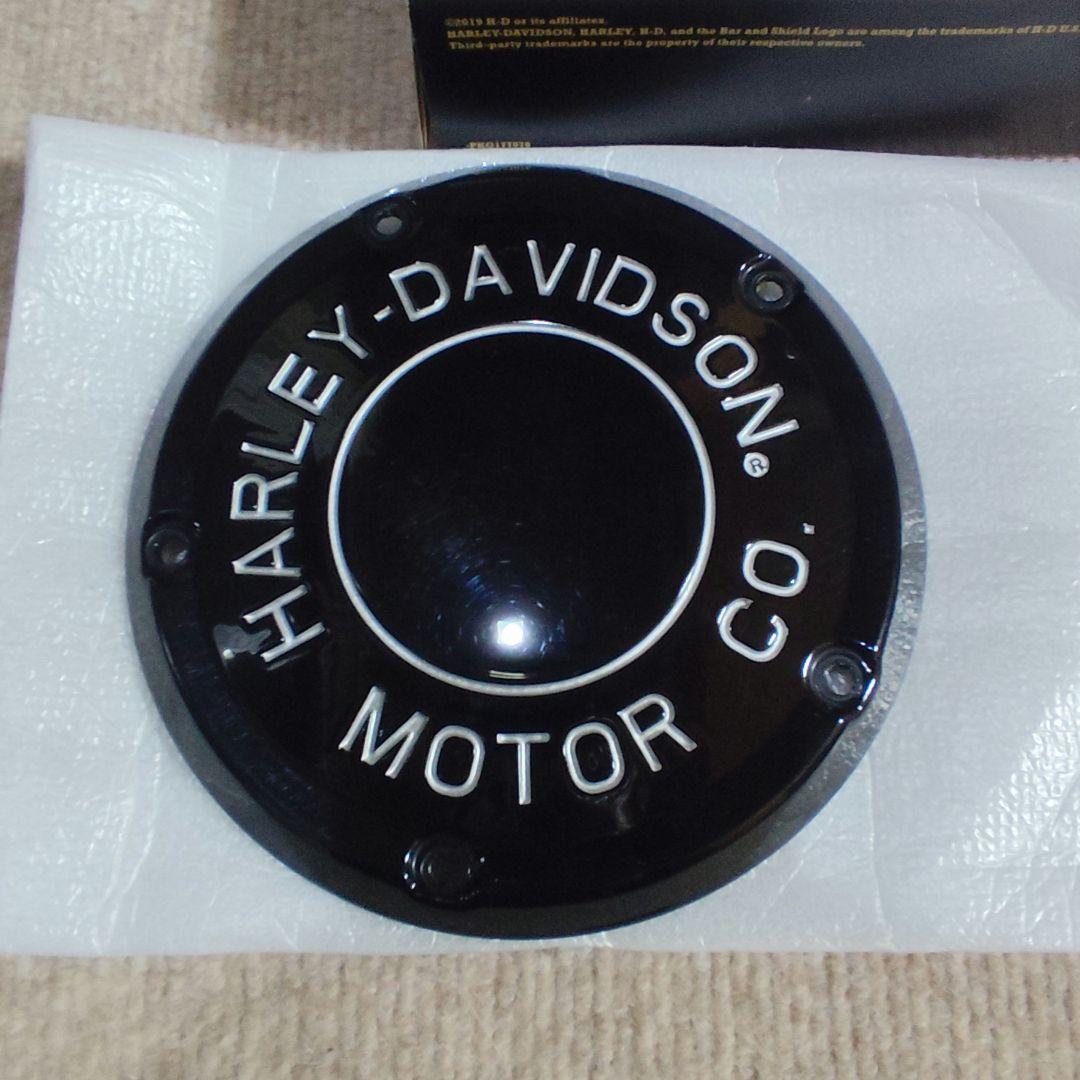 ©2019 H-D or its affiliates.
HARLEY-DAVIDSON, HARLEY, H-D, and the Bar and Shield Logo are among the trademarks of H-D U.S.
Third-party trademarks are the property of their respective owners.
HARLEY-DAVIDSON®
MOTOR CO.